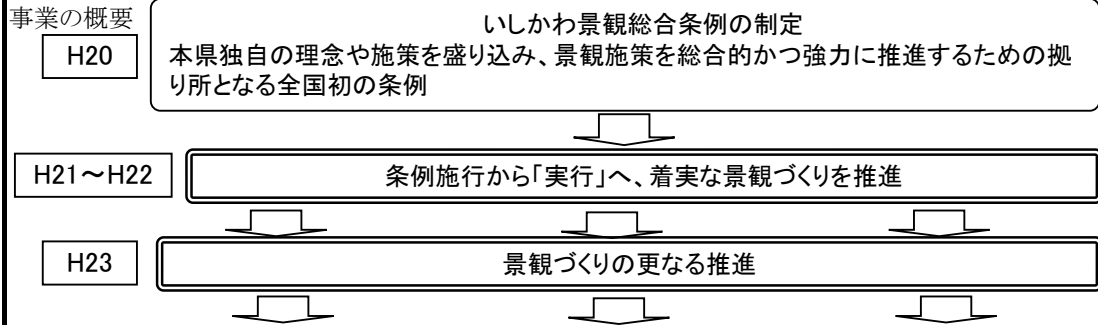 事業の概要
いしかわ景観総合条例の制定
H20
本県独自の理念や施策を盛り込み、景観施策を総合的かつ強力に推進するための拠
り所となる全国初の条例
H21～H22
条例施行から「実行」へ、着実な景観づくりを推進
H23
景観づくりの更なる推進